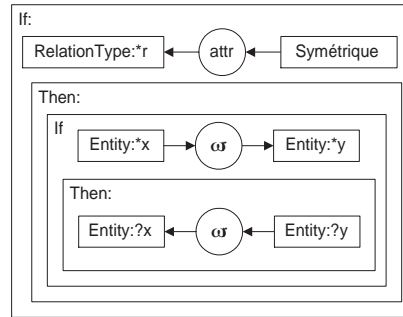 If:
RelationType:*r attr Symétrique
Then:
If
Entity:*x ϖ Entity:*y
Then:
Entity:?x ϖ Entity:?y